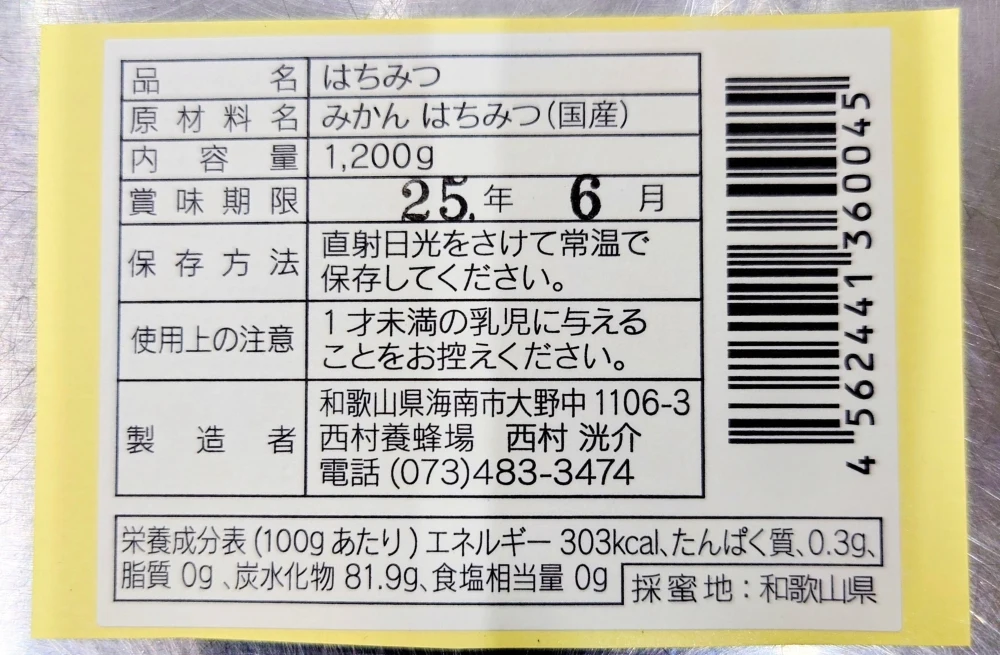 品名 はちみつ
原材料名 みかん はちみつ(国産)
内容量 1,200g
賞味期限 25.年 6月
保存方法 直射日光をさけて常温で
保存してください。
使用上の注意 1才未満の乳児に与える
ことをお控えください。
製造者 和歌山県海南市大野中1106-3
西村養蜂場 西村 洸介
電話(073)483-3474
栄養成分表(100gあたり)エネルギー 303kcal、たんぱく質、0.3g、
脂質 0g 、炭水化物 81.9g、食塩相当量 0g
採蜜地:和歌山県
4562441360045